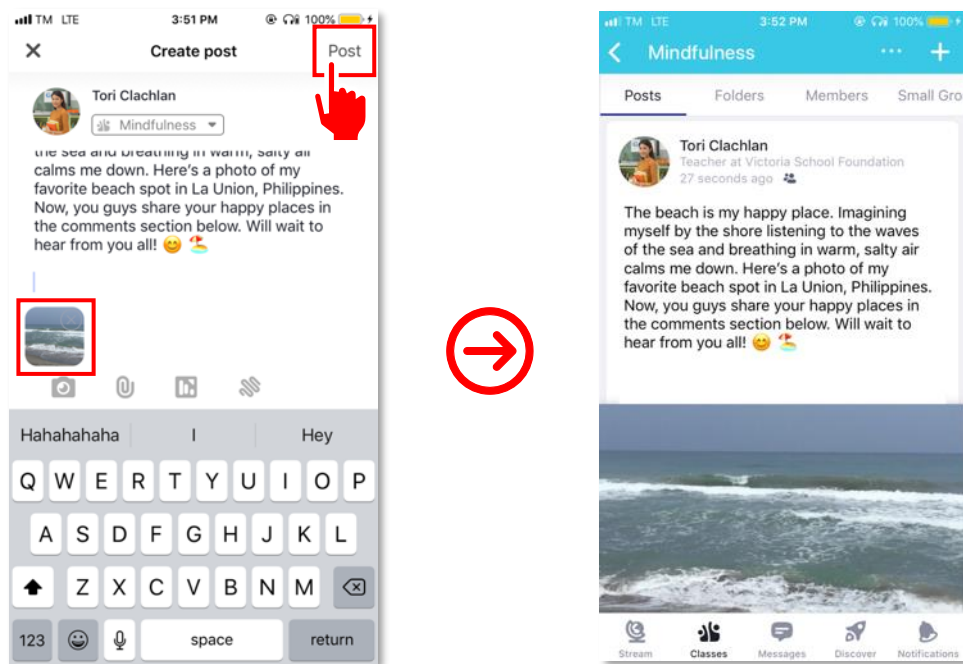 TM LTE 3:51 PM 100%
Create post Post
Tori Clachlan
Mindfulness
the sea and breathing in warm, salty air
calms me down. Here's a photo of my
favorite beach spot in La Union, Philippines.
Now, you guys share your happy places in
the comments section below. Will wait to
hear from you all! 😊 🏖️
Hahahahaha I Hey
Q W E R T Y U I O P
A S D F G H J K L
Z X C V B N M
123 space return
TM LTE 3:52 PM 100%
Mindfulness
Posts Folders Members Small Gro
Tori Clachlan
Teacher at Victoria School Foundation
27 seconds ago
The beach is my happy place. Imagining
myself by the shore listening to the waves
of the sea and breathing in warm, salty air
calms me down. Here's a photo of my
favorite beach spot in La Union, Philippines.
Now, you guys share your happy places in
the comments section below. Will wait to
hear from you all! 😊 🏖️
Stream Classes Messages Discover Notifications